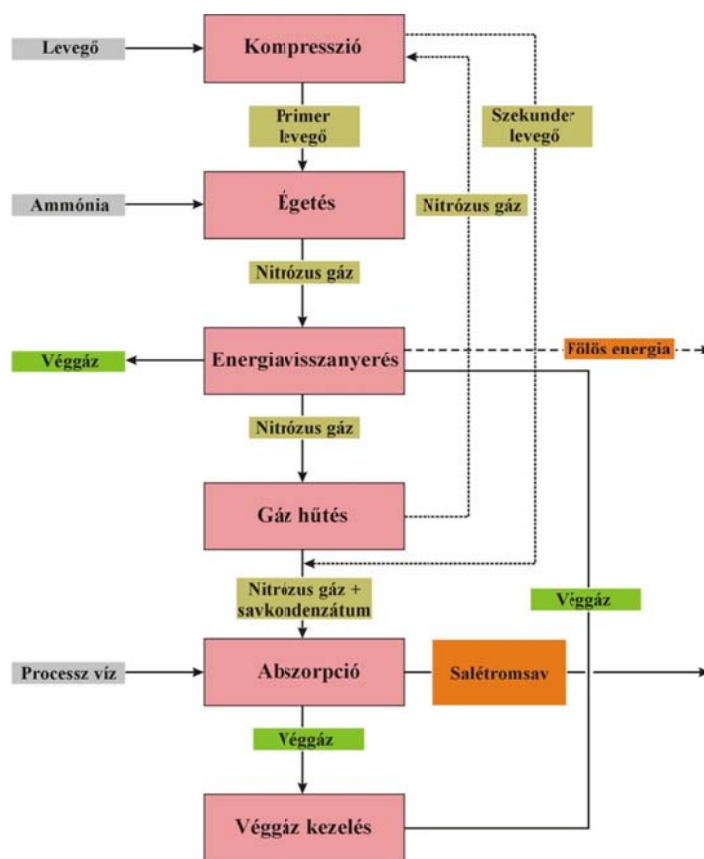 Levegő
Kompresszió
Primer
levegő
Szekunder
levegő
Ammónia
Égetés
Nitrózus gáz
Nitrózus gáz
Véggáz
Energiavisszanyerés
Fölös energia
Nitrózus gáz
Gáz hűtés
Nitrózus gáz +
savkondenzátum
Véggáz
Processz víz
Abszorpció
Salétromsav
Véggáz
Véggáz kezelés